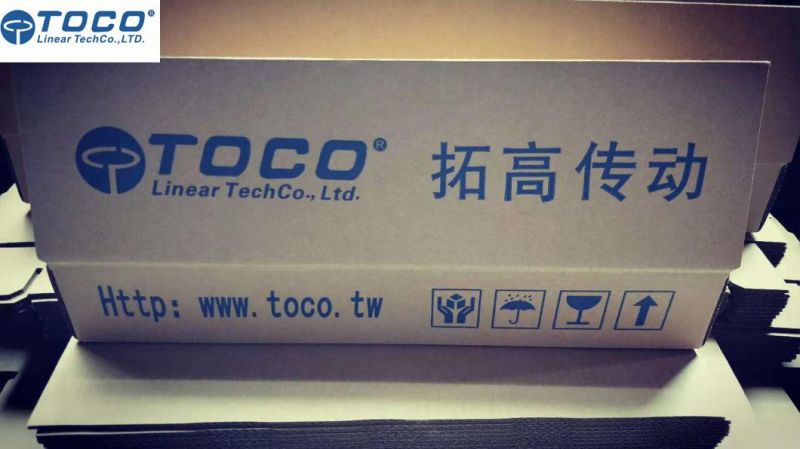 TOCO®
Linear TechCo.,LTD.
TOCO® 拓高传动
Linear TechCo.,Ltd.
Http: www.toco.tw